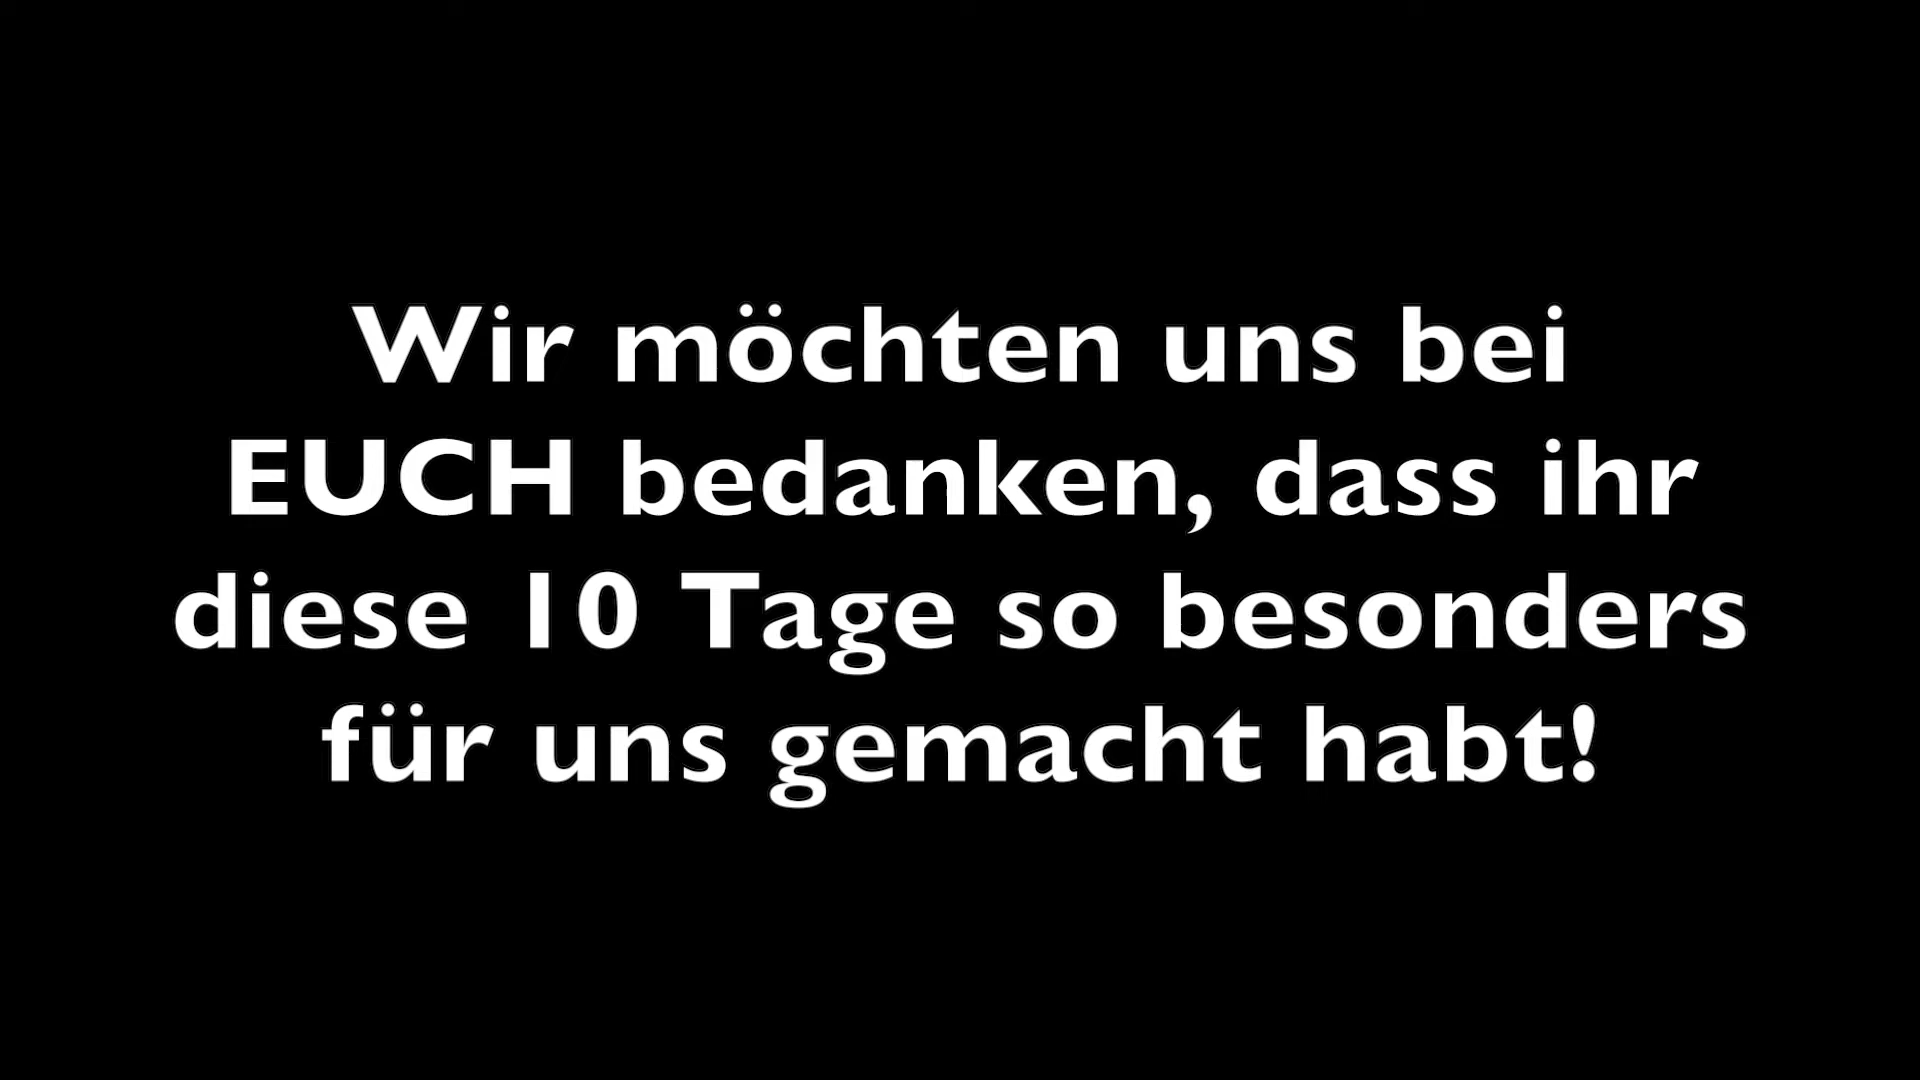 Wir möchten uns bei
EUCH bedanken, dass ihr
diese 10 Tage so besonders
für uns gemacht habt!